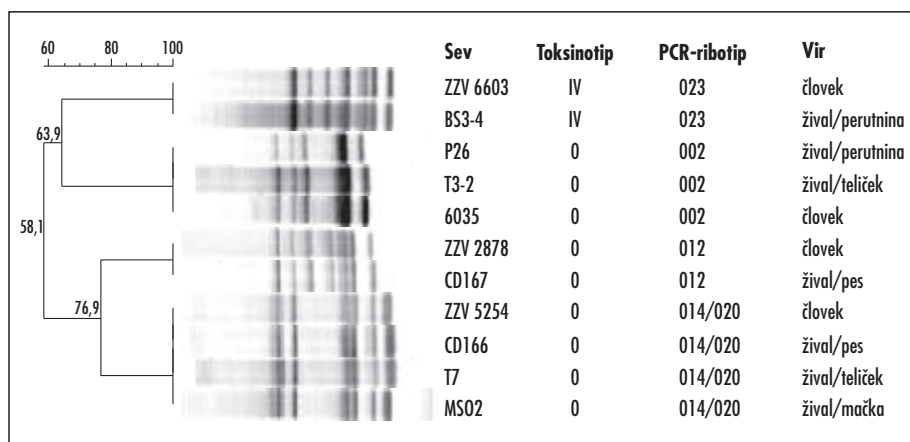 60 80 100
Sev Toksinotip PCR-ribotip Vir
ZZV 6603 IV 023 človek
BS3-4 IV 023 žival/perutnina
63,9
P26 0 002 žival/perutnina
T3-2 0 002 žival/teliček
6035 0 002 človek
58,1
ZZV 2878 0 012 človek
CD167 0 012 žival/pes
76,9
ZZV 5254 0 014/020 človek
CD166 0 014/020 žival/pes
T7 0 014/020 žival/teliček
MS02 0 014/020 žival/mačka